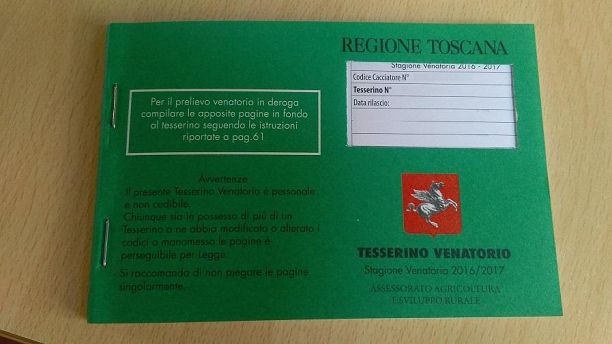 REGIONE TOSCANA
Stagione Venatoria 2016 - 2017
Codice Cacciatore N°
Tesserino N°
Data rilascio:
Per il prelievo venatorio in deroga
compilare le apposite pagine in fondo
al tesserino seguendo le istruzioni
riportate a pag.61
Avvertenze
Il presente Tesserino Venatorio è personale
e non cedibile.
Chiunque sia in possesso di più di un
Tesserino o ne abbia modificato o alterato i
codici o manomesso le pagine è
perseguibile per Legge.
Si raccomanda di non piegare le pagine
singolarmente.
TESSERINO VENATORIO
Stagione Venatoria 2016/2017
ASSESSORATO AGRICOLTURA
E SVILUPPO RURALE